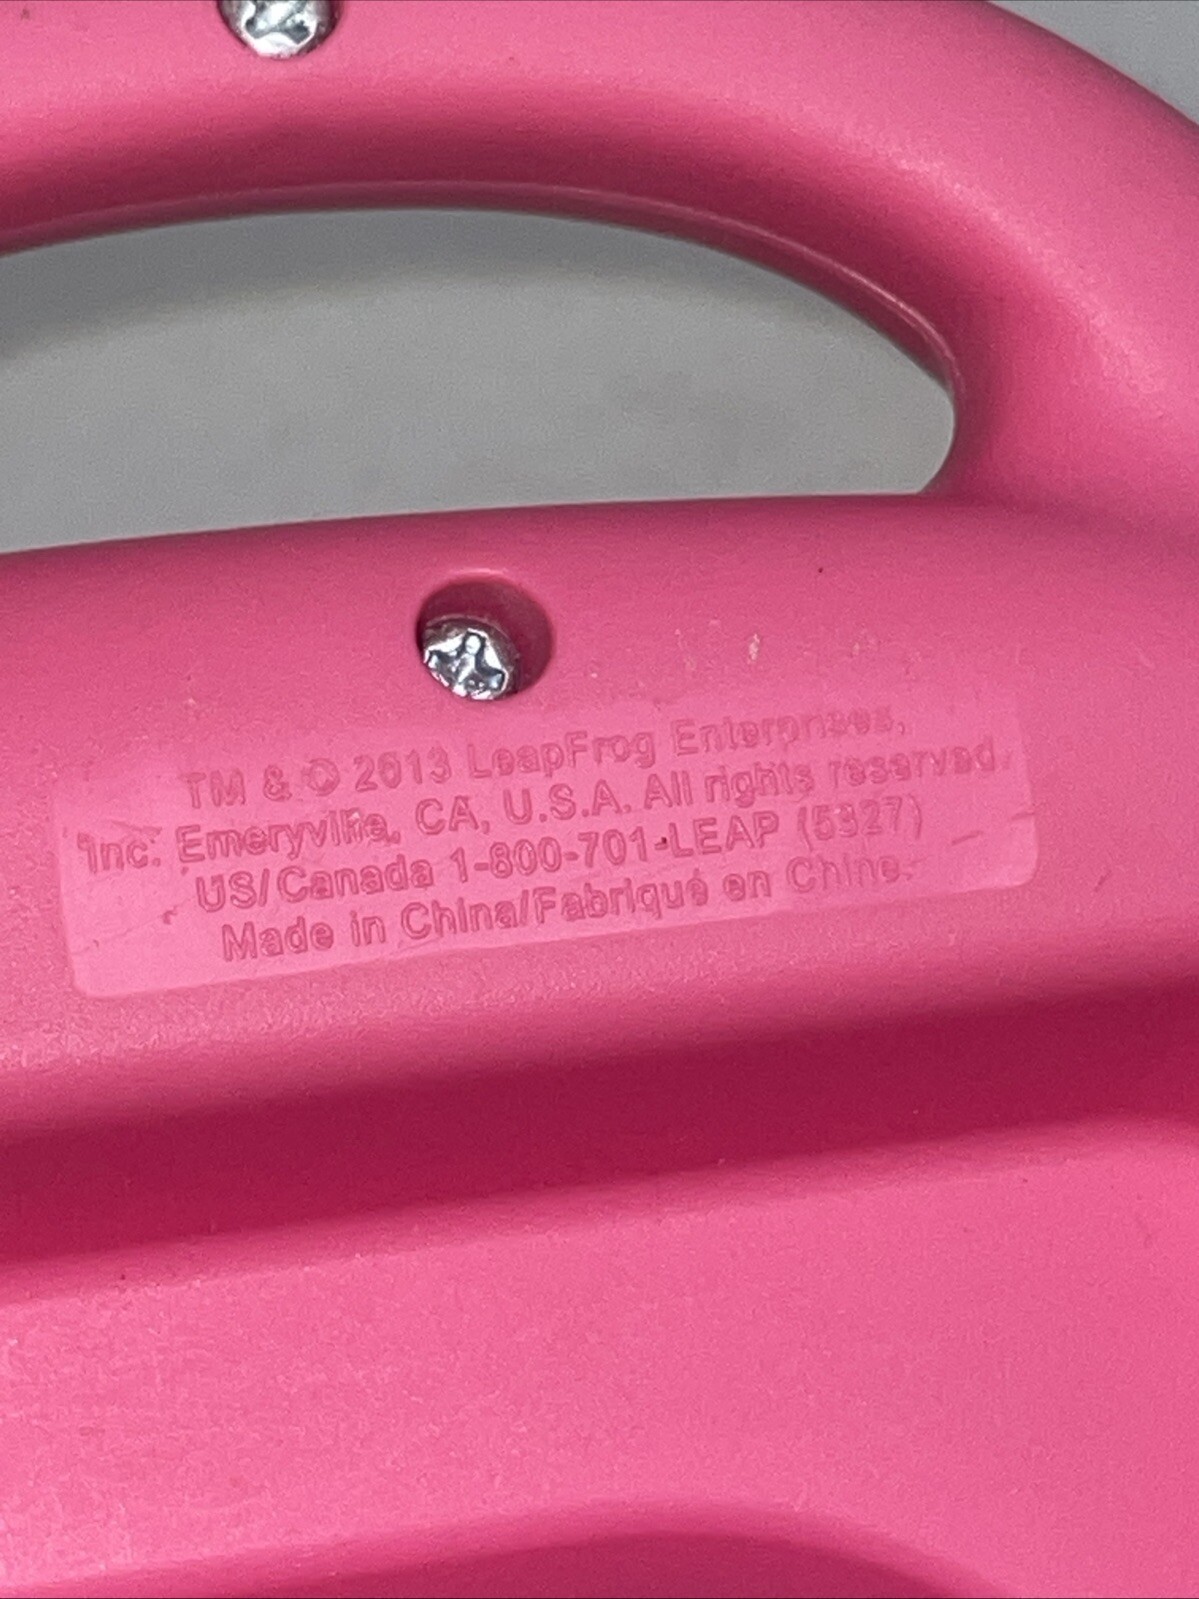 TM & © 2013 LeapFrog Enterprises,
Inc. Emeryville, CA, U.S.A. All rights reserved.
US/Canada 1-800-701-LEAP (5327)
Made in China/Fabriqué en Chine.